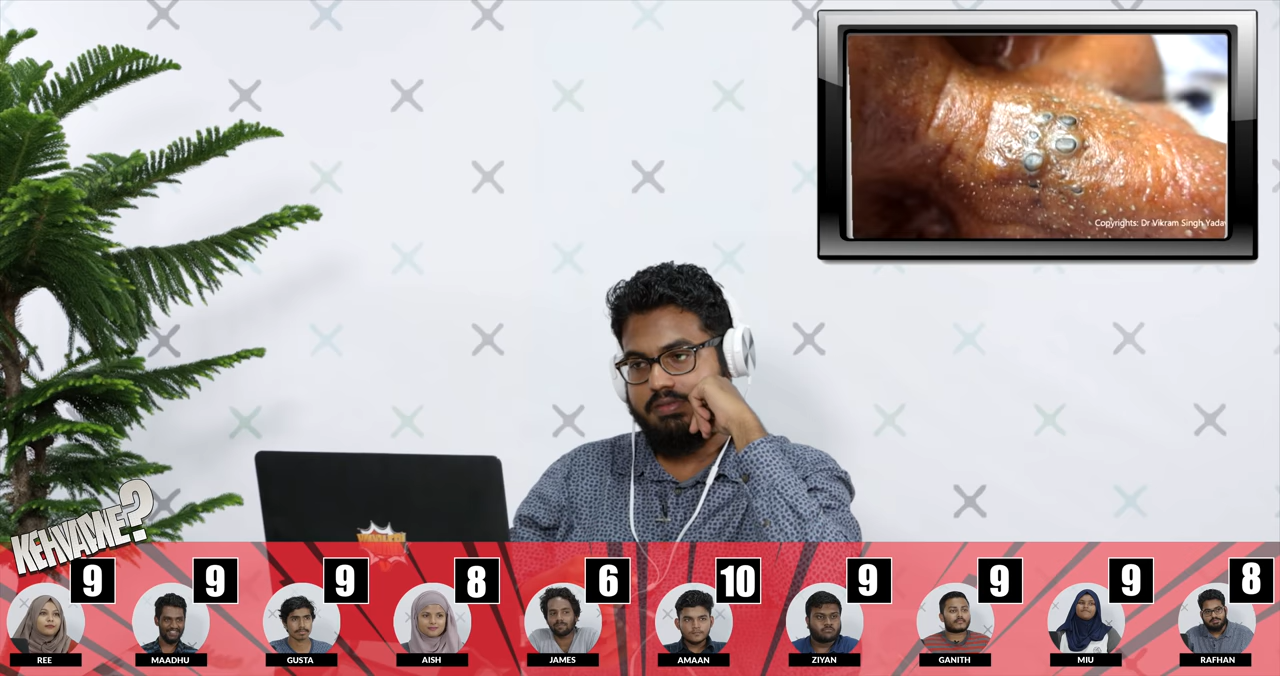 Copyrights: Dr Vikram Singh Yada
KEHVANE?
9
9
9
8
6
10
9
9
9
8
REE
MAADHU
GUSTA
AISH
JAMES
AMAAN
ZIYAN
GANITH
MIU
RAFHAN